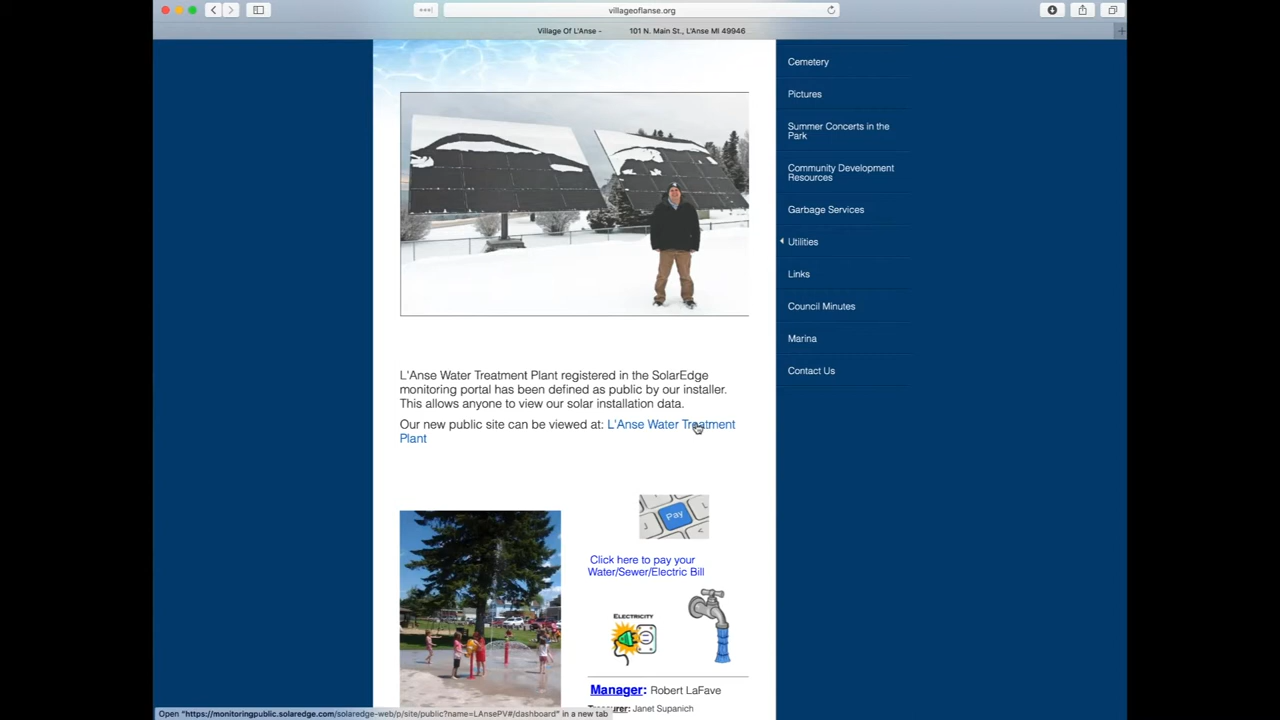 villageoflanse.org
Village Of L'Anse - 101 N. Main St., L'Anse MI 49946
Cemetery
Pictures
Summer Concerts in the
Park
Community Development
Resources
Garbage Services
Utilities
Links
Council Minutes
Marina
Contact Us
L'Anse Water Treatment Plant registered in the SolarEdge
monitoring portal has been defined as public by our installer.
This allows anyone to view our solar installation data.
Our new public site can be viewed at: L'Anse Water Treatment
Plant
Pay
Click here to pay your
Water/Sewer/Electric Bill
ELECTRICITY
Manager: Robert LaFave
Treasurer: Janet Supanich
Open "https://monitoringpublic.solaredge.com/solaredge-web/p/site/public?name=LAnsePV#/dashboard" in a new tab